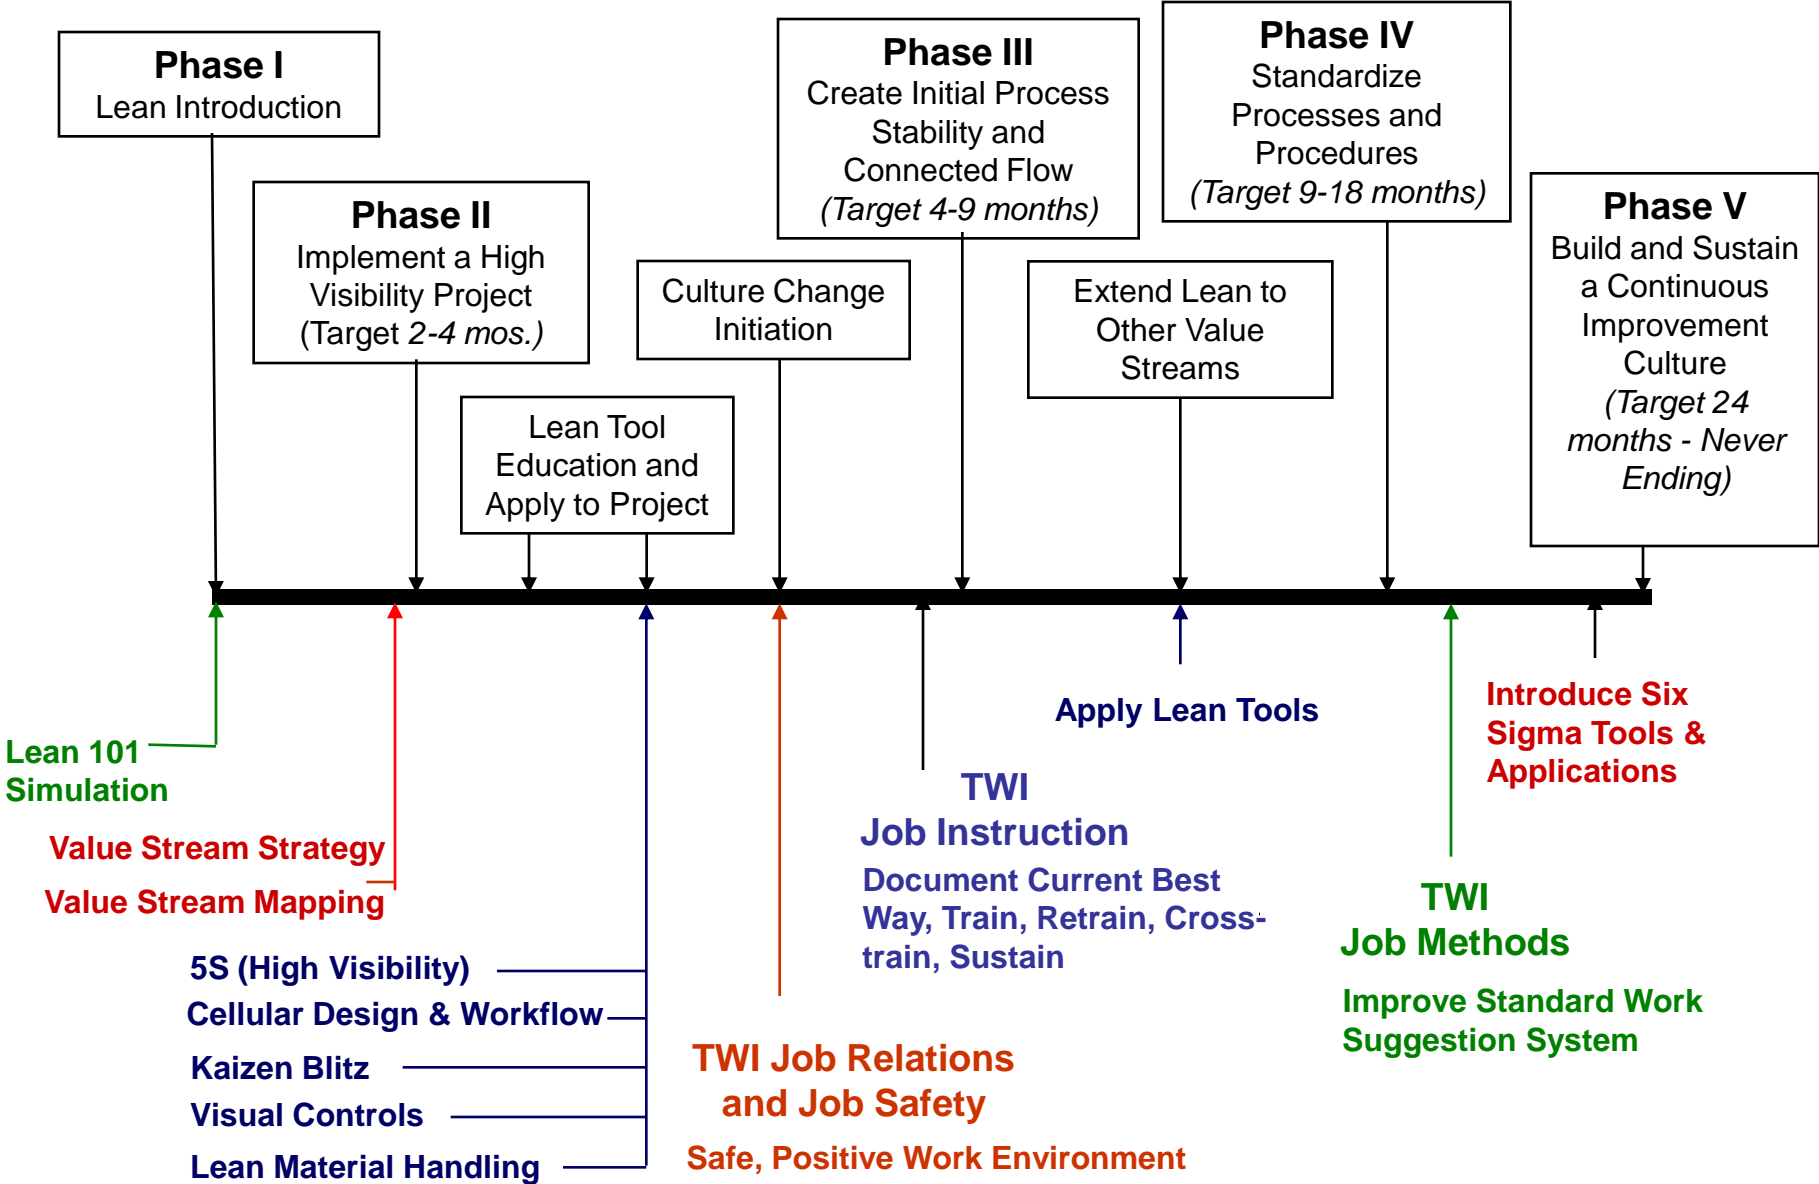 Phase I
Lean Introduction
Phase II
Implement a High
Visibility Project
(Target 2-4 mos.)
Lean Tool
Education and
Apply to Project
Culture Change
Initiation
Phase III
Create Initial Process
Stability and
Connected Flow
(Target 4-9 months)
Extend Lean to
Other Value
Streams
Phase IV
Standardize
Processes and
Procedures
(Target 9-18 months)
Phase V
Build and Sustain
a Continuous
Improvement
Culture
(Target 24
months - Never
Ending)
Lean 101
Simulation
Value Stream Strategy
Value Stream Mapping
5S (High Visibility)
Cellular Design & Workflow
Kaizen Blitz
Visual Controls
Lean Material Handling
TWI Job Relations
and Job Safety
Safe, Positive Work Environment
TWI
Job Instruction
Document Current Best
Way, Train, Retrain, Cross-
train, Sustain
Apply Lean Tools
TWI
Job Methods
Improve Standard Work
Suggestion System
Introduce Six
Sigma Tools &
Applications